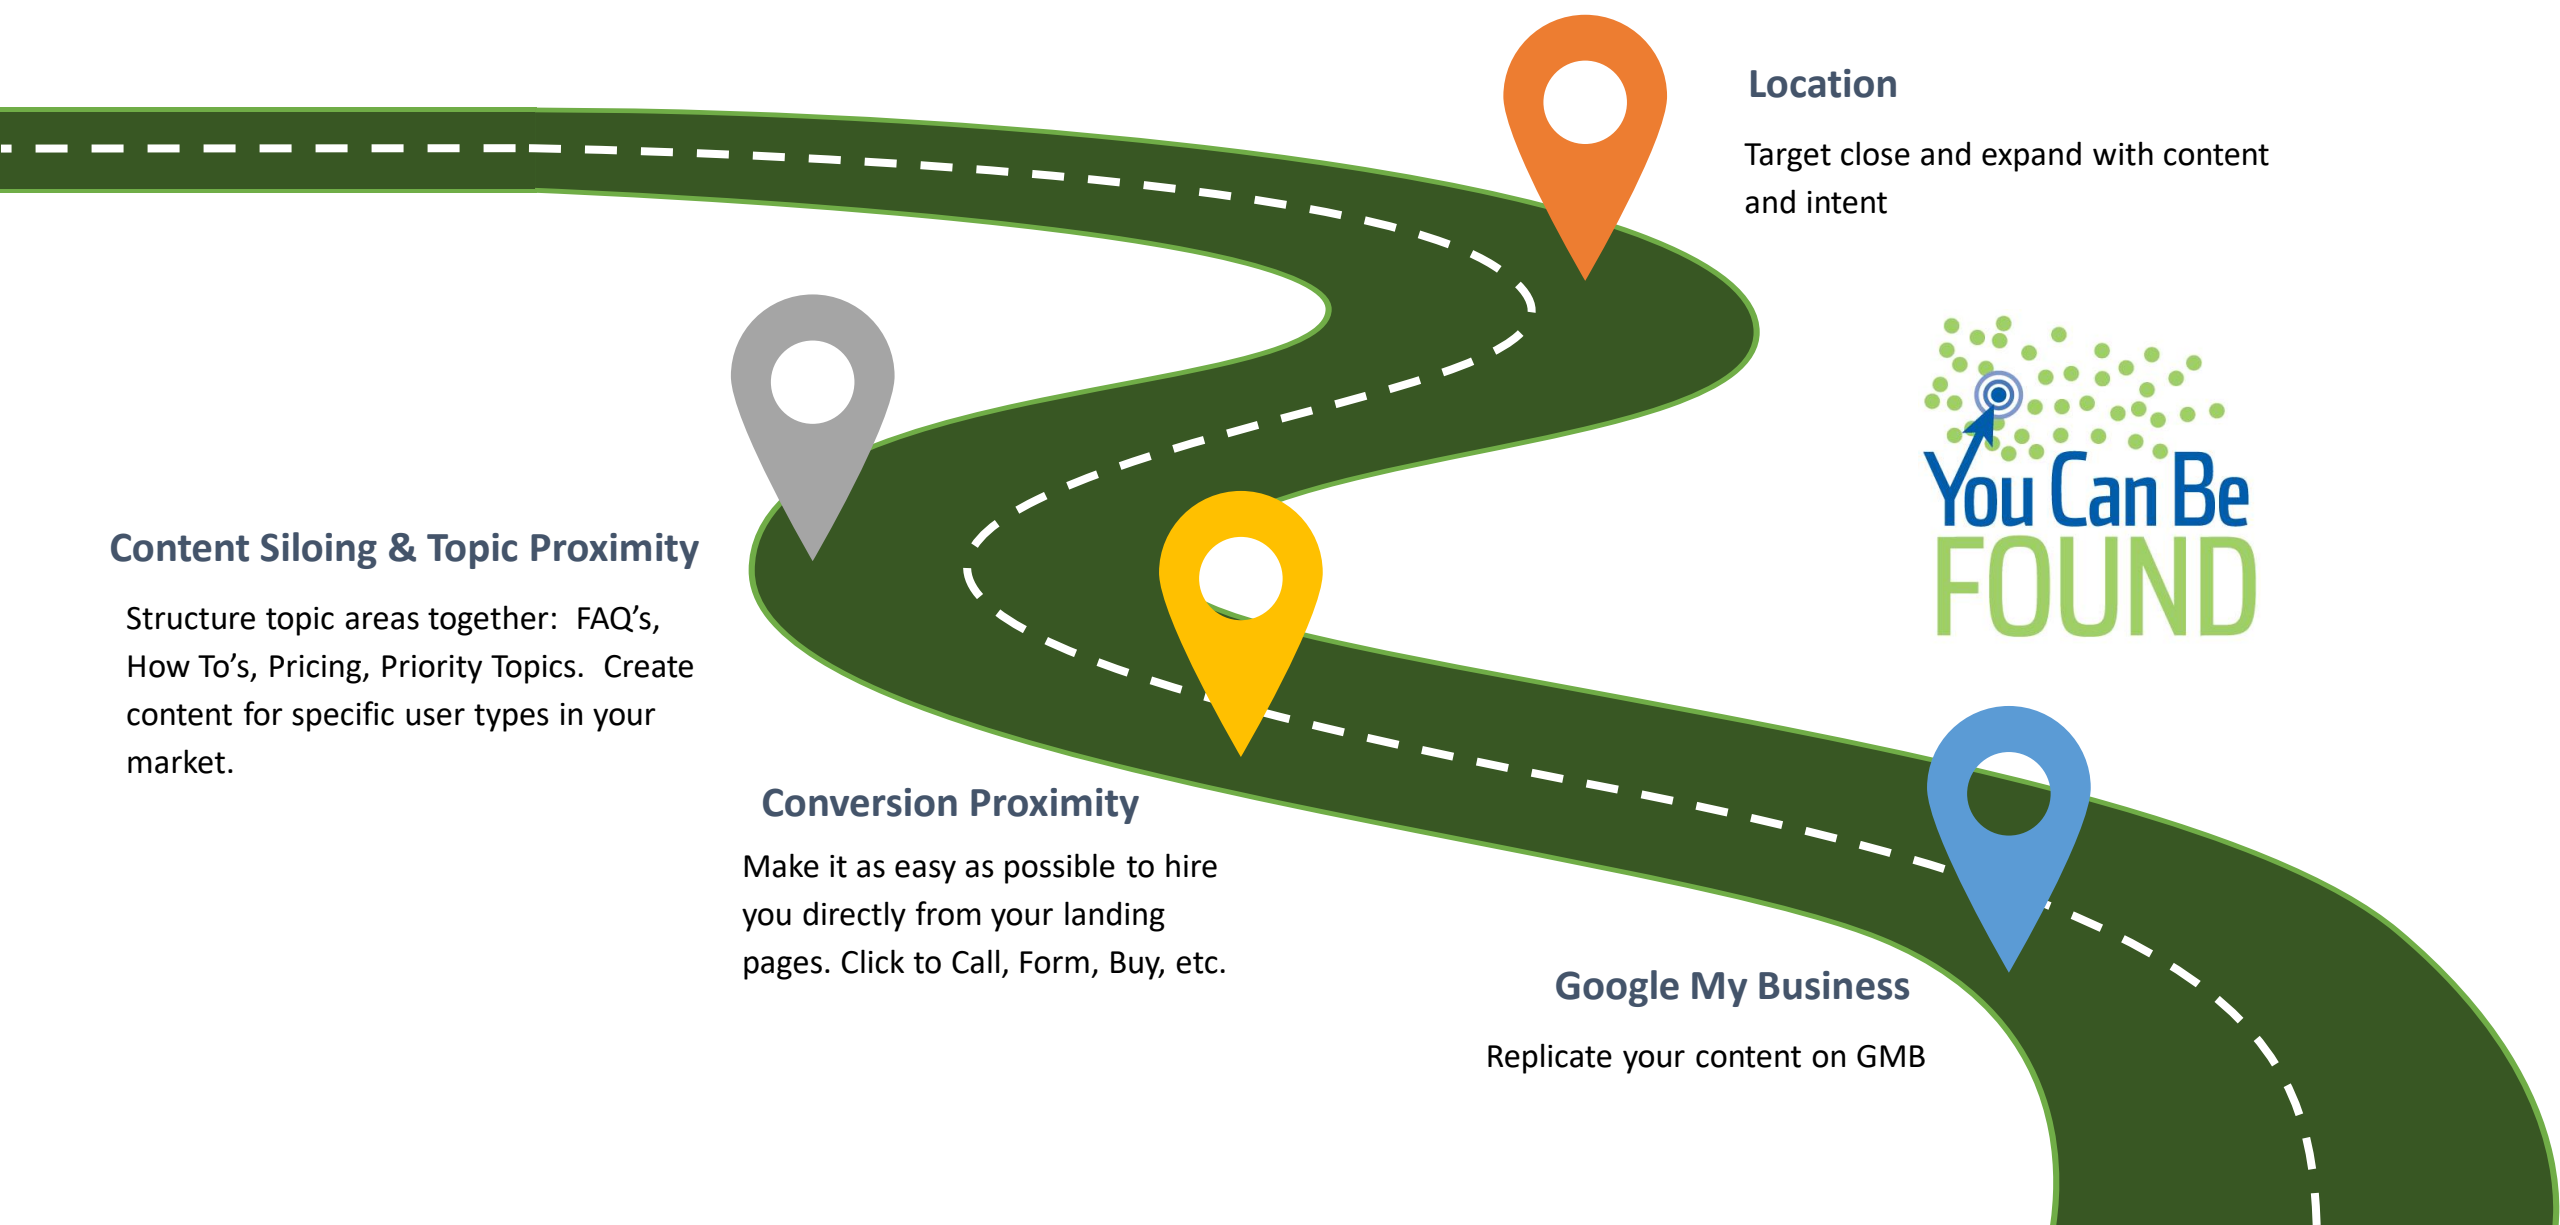 Location
Target close and expand with content
and intent
You Can Be
FOUND
Content Siloing & Topic Proximity
Structure topic areas together:  FAQ’s,
How To’s, Pricing, Priority Topics.  Create
content for specific user types in your
market.
Conversion Proximity
Make it as easy as possible to hire
you directly from your landing
pages. Click to Call, Form, Buy, etc.
Google My Business
Replicate your content on GMB